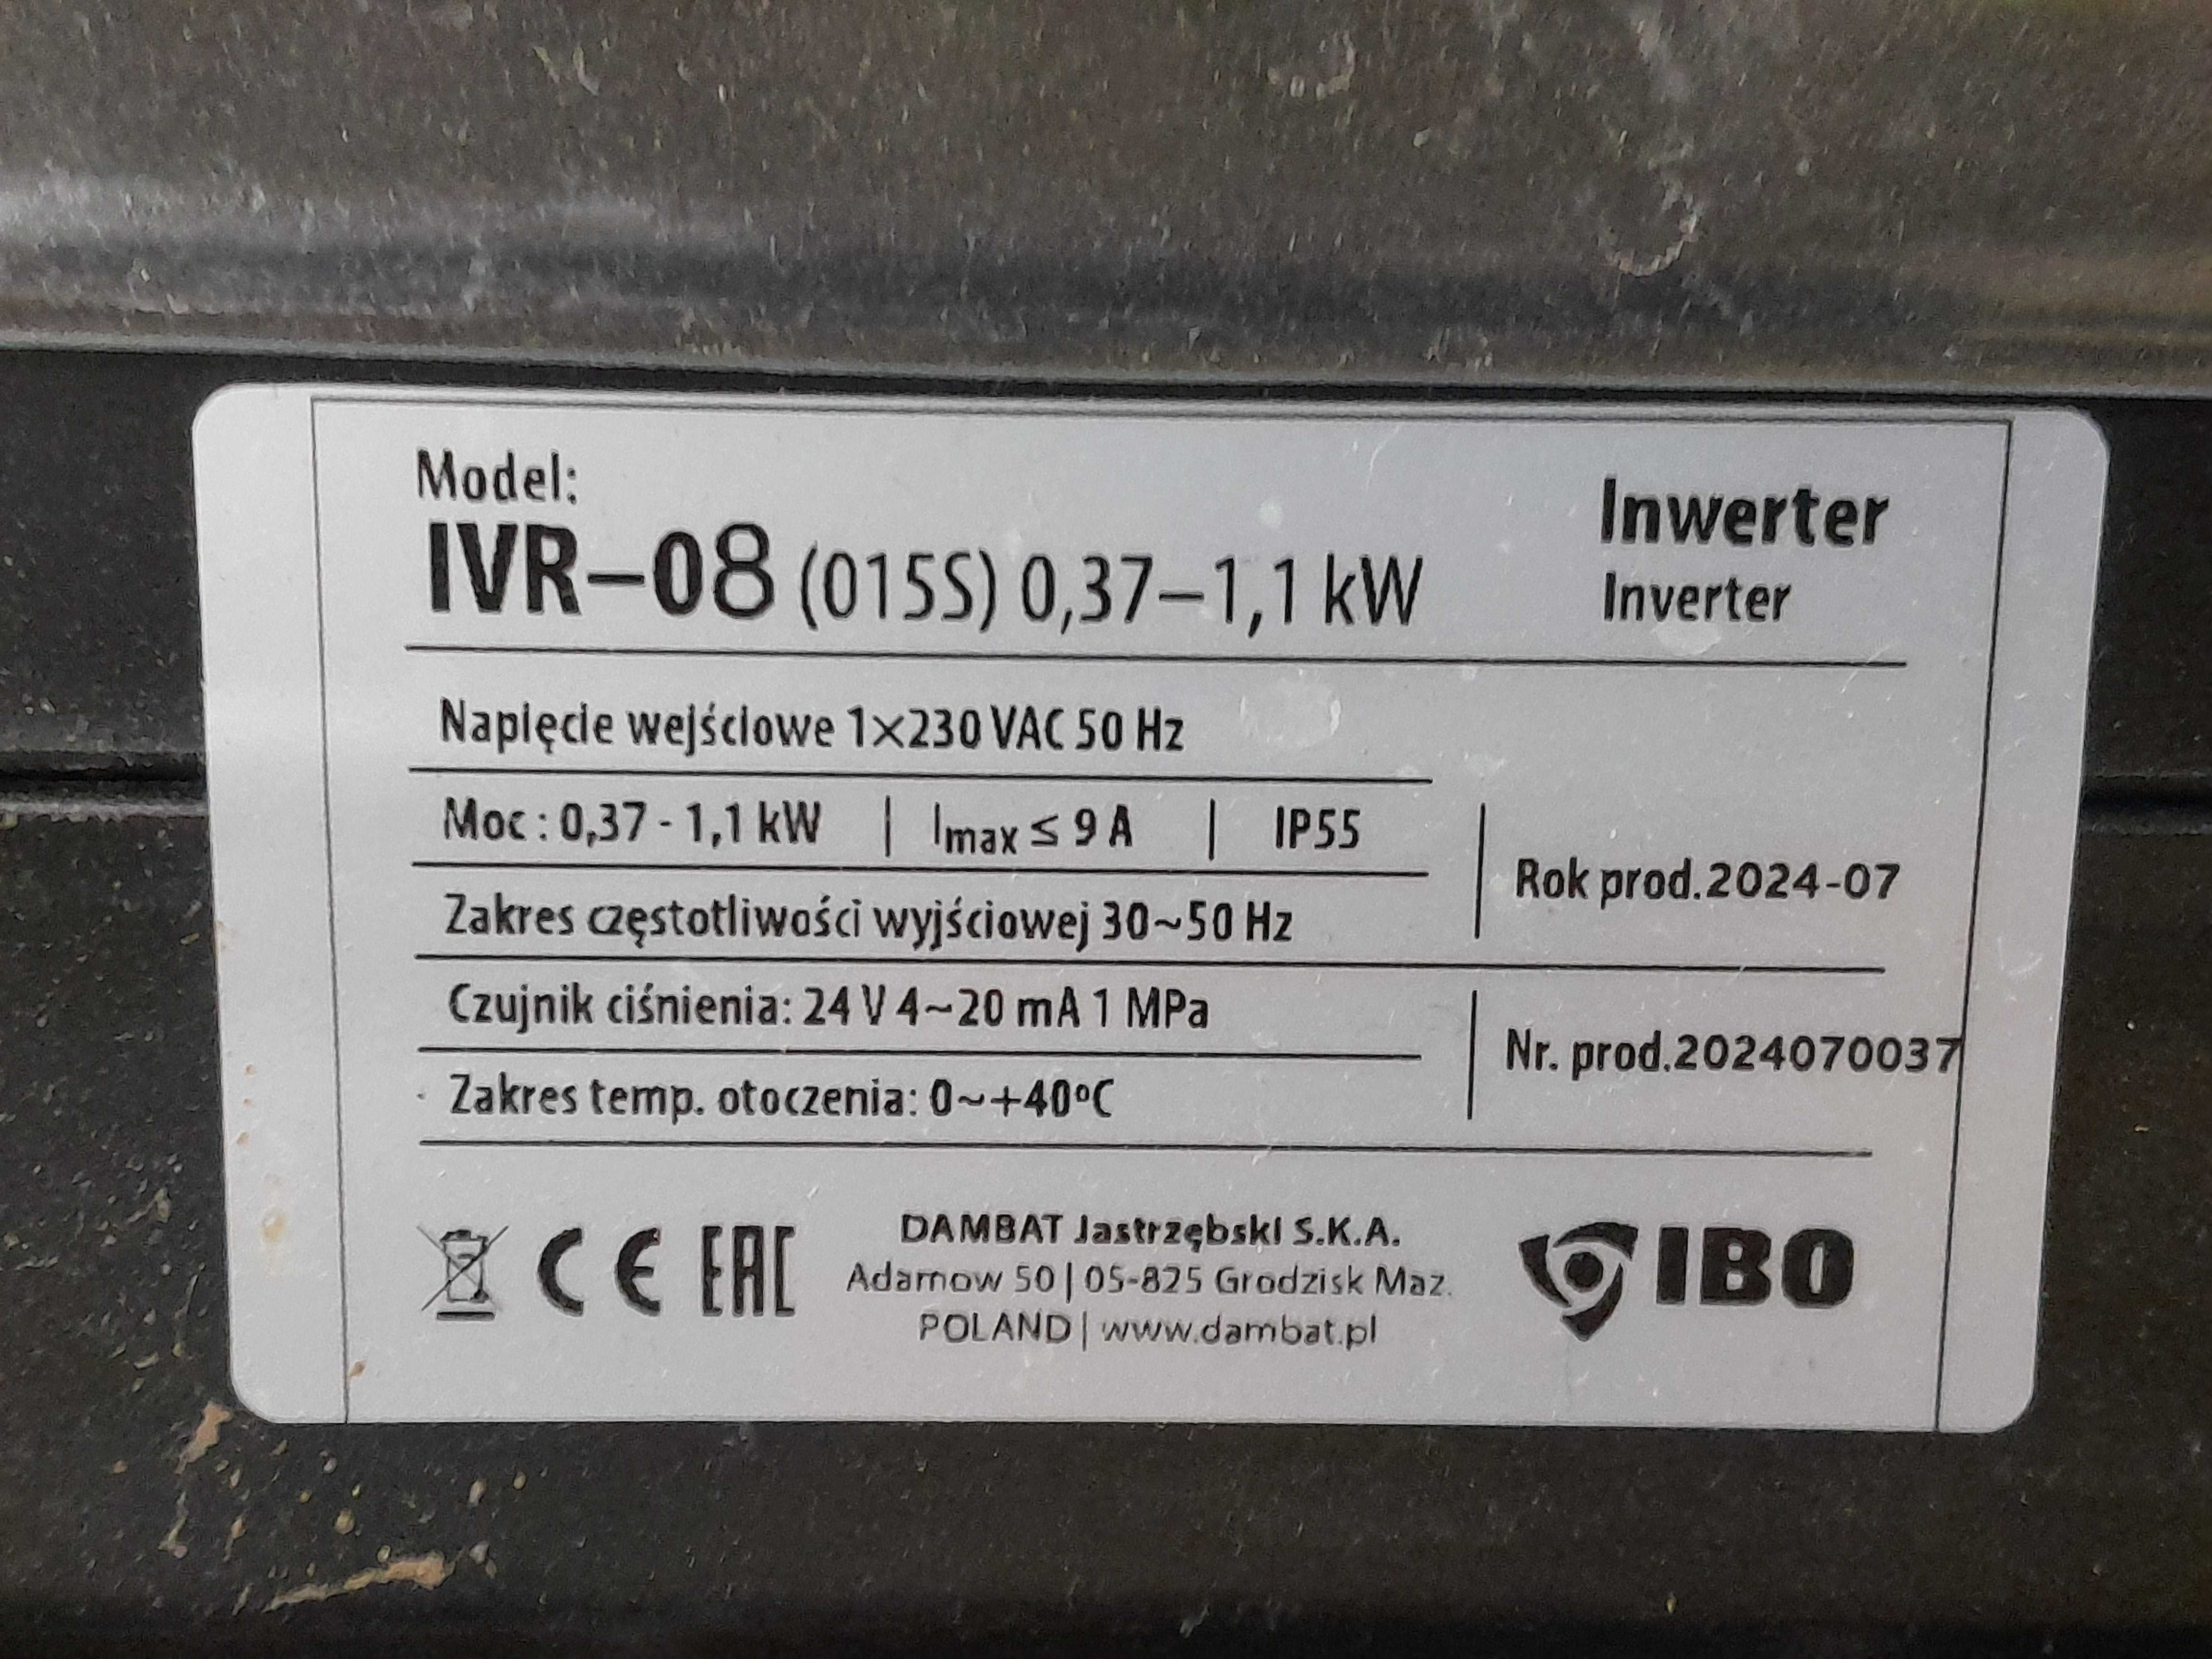 Model:
IVR–08 (015S) 0,37–1,1 kW
Inwerter
Inverter
Napięcie wejściowe 1×230 VAC 50 Hz
Moc : 0,37 - 1,1 kW | Imax ≤ 9 A | IP55
Zakres częstotliwości wyjściowej 30~50 Hz
Rok prod.2024-07
Czujnik ciśnienia: 24 V 4~20 mA 1 MPa
Zakres temp. otoczenia: 0~+40ºC
Nr. prod.2024070037
CE EAC
DAMBAT Jastrzębski S.K.A.
Adamow 50 | 05-825 Grodzisk Maz.
POLAND | www.dambat.pl
IBO